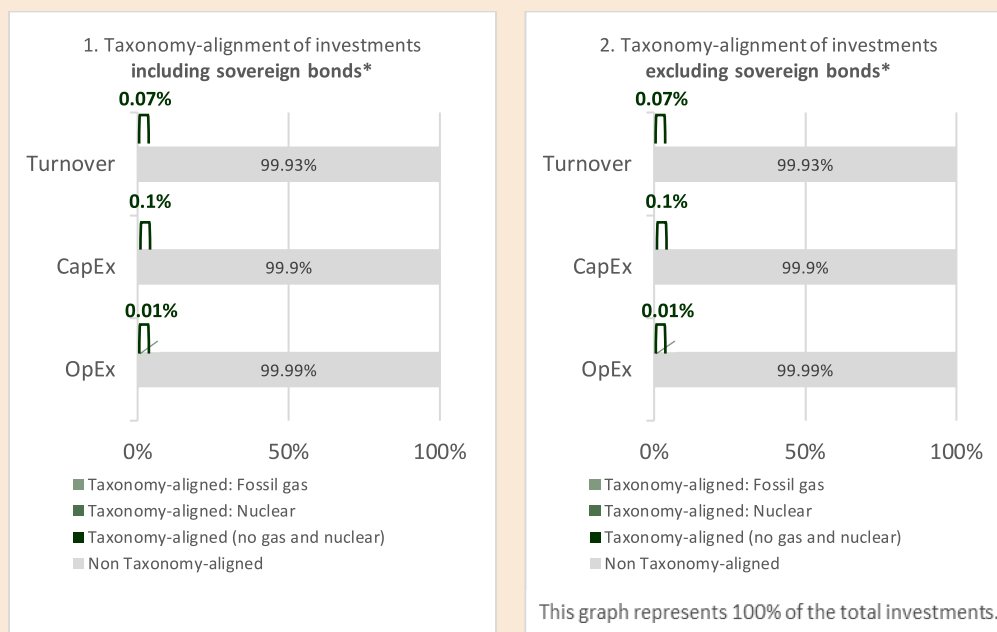 1. Taxonomy-alignment of investments
including sovereign bonds*
0.07%
Turnover
99.93%
0.1%
CapEx
99.9%
0.01%
OpEx
99.99%
0%
50%
100%
Taxonomy-aligned: Fossil gas
Taxonomy-aligned: Nuclear
Taxonomy-aligned (no gas and nuclear)
Non Taxonomy-aligned
2. Taxonomy-alignment of investments
excluding sovereign bonds*
0.07%
Turnover
99.93%
0.1%
CapEx
99.9%
0.01%
OpEx
99.99%
0%
50%
100%
Taxonomy-aligned: Fossil gas
Taxonomy-aligned: Nuclear
Taxonomy-aligned (no gas and nuclear)
Non Taxonomy-aligned
This graph represents 100% of the total investments.